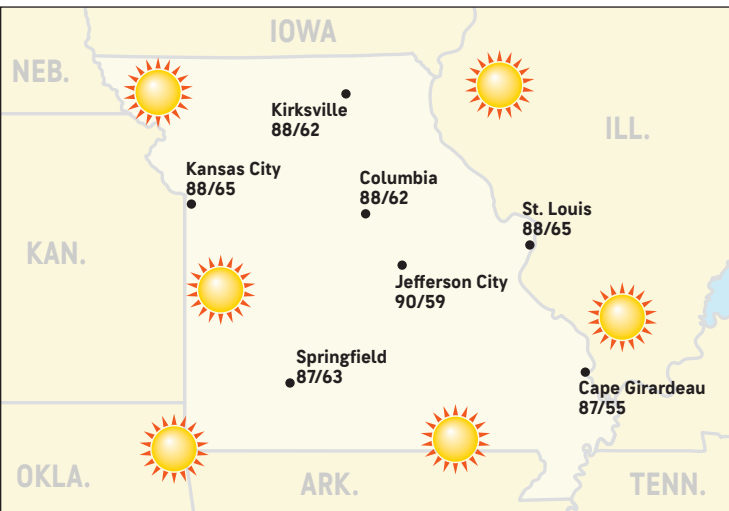 IOWA
NEB.
Kirksville
88/62
ILL.
Kansas City
88/65
Columbia
88/62
St. Louis
88/65
KAN.
Jefferson City
90/59
Springfield
87/63
Cape Girardeau
87/55
OKLA.
ARK.
TENN.